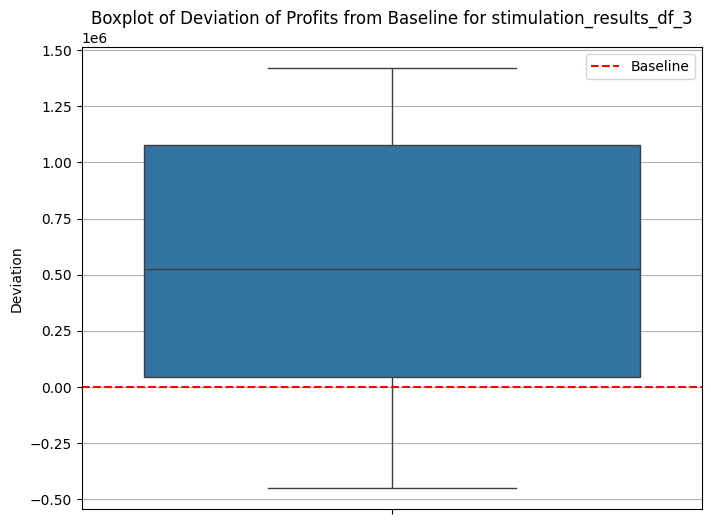 Boxplot of Deviation of Profits from Baseline for stimulation_results_df_3
1e6
1.50
Baseline
1.25
1.00
0.75
0.50
0.25
0.00
−0.25
−0.50
Deviation